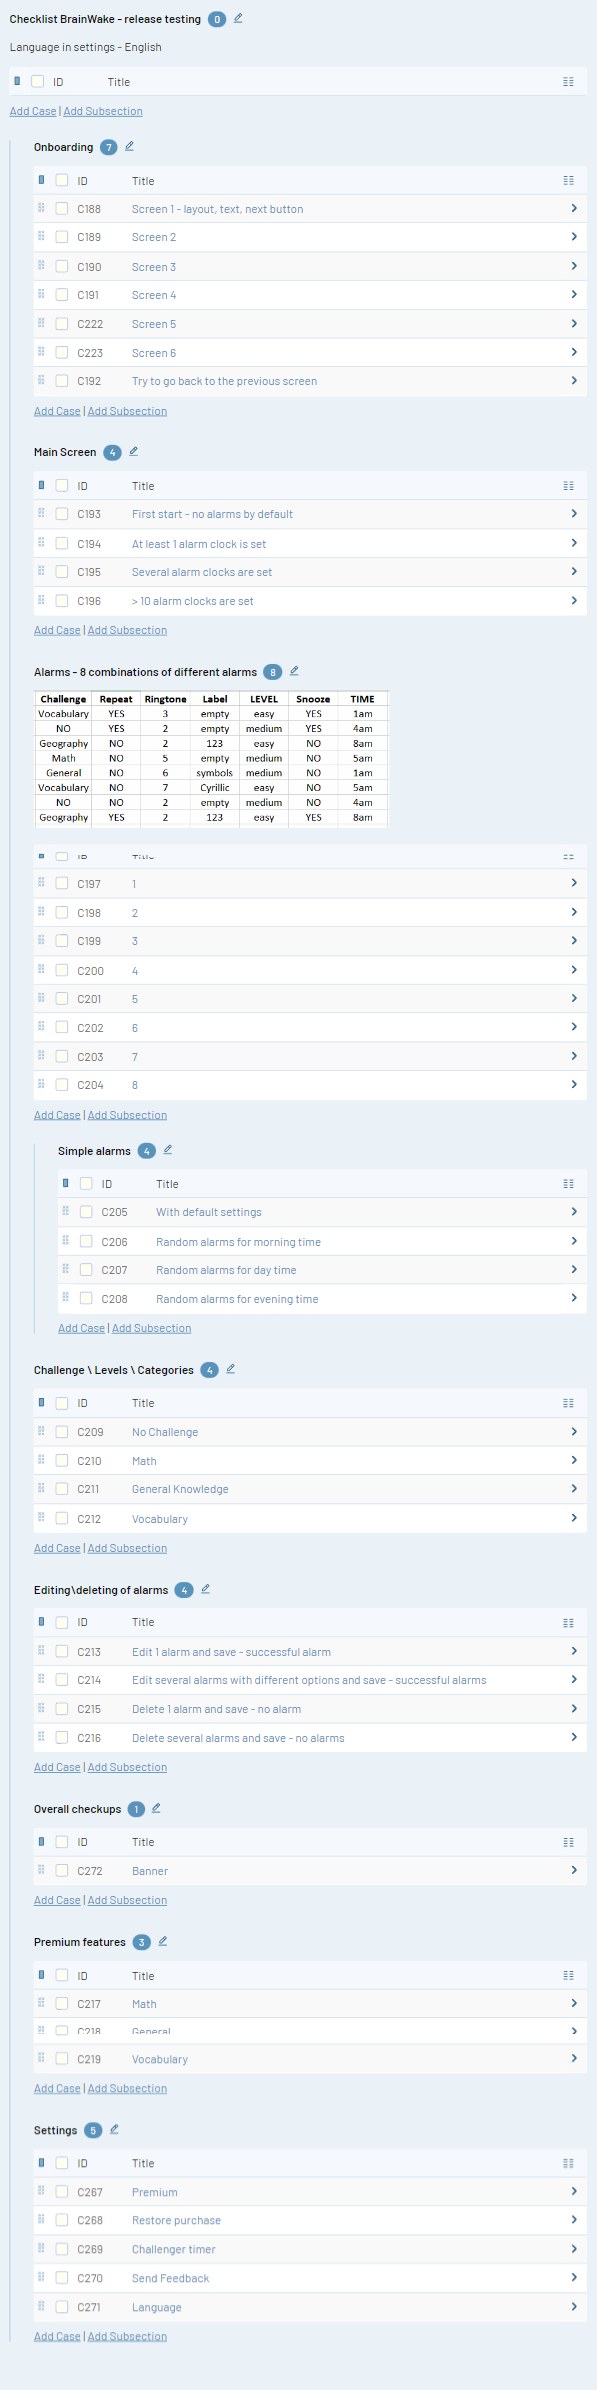 Checklist BrainWake - release testing 0
Language in settings - English
ID Title
Add Case | Add Subsection
Onboarding 7
ID Title
C188 Screen 1 - layout, text, next button
C189 Screen 2
C190 Screen 3
C191 Screen 4
C222 Screen 5
C223 Screen 6
C192 Try to go back to the previous screen
Add Case | Add Subsection
Main Screen 4
ID Title
C193 First start - no alarms by default
C194 At least 1 alarm clock is set
C195 Several alarm clocks are set
C196 > 10 alarm clocks are set
Add Case | Add Subsection
Alarms - 8 combinations of different alarms 8
Challenge Repeat Ringtone Label LEVEL Snooze TIME
Vocabulary YES 3 empty easy YES 1am
NO YES 2 empty medium YES 4am
Geography NO 2 123 easy NO 8am
Math NO 5 empty medium NO 5am
General NO 6 symbols medium NO 1am
Vocabulary NO 7 Cyrillic easy NO 5am
NO NO 2 empty medium NO 4am
Geography YES 2 123 easy YES 8am
ID Title
C197 1
C198 2
C199 3
C200 4
C201 5
C202 6
C203 7
C204 8
Add Case | Add Subsection
Simple alarms 4
ID Title
C205 With default settings
C206 Random alarms for morning time
C207 Random alarms for day time
C208 Random alarms for evening time
Add Case | Add Subsection
Challenge \ Levels \ Categories 4
ID Title
C209 No Challenge
C210 Math
C211 General Knowledge
C212 Vocabulary
Add Case | Add Subsection
Editing\deleting of alarms 4
ID Title
C213 Edit 1 alarm and save - successful alarm
C214 Edit several alarms with different options and save - successful alarms
C215 Delete 1 alarm and save - no alarm
C216 Delete several alarms and save - no alarms
Add Case | Add Subsection
Overall checkups 1
ID Title
C272 Banner
Add Case | Add Subsection
Premium features 3
ID Title
C217 Math
C218 General
C219 Vocabulary
Add Case | Add Subsection
Settings 5
ID Title
C267 Premium
C268 Restore purchase
C269 Challenger timer
C270 Send Feedback
C271 Language
Add Case | Add Subsection